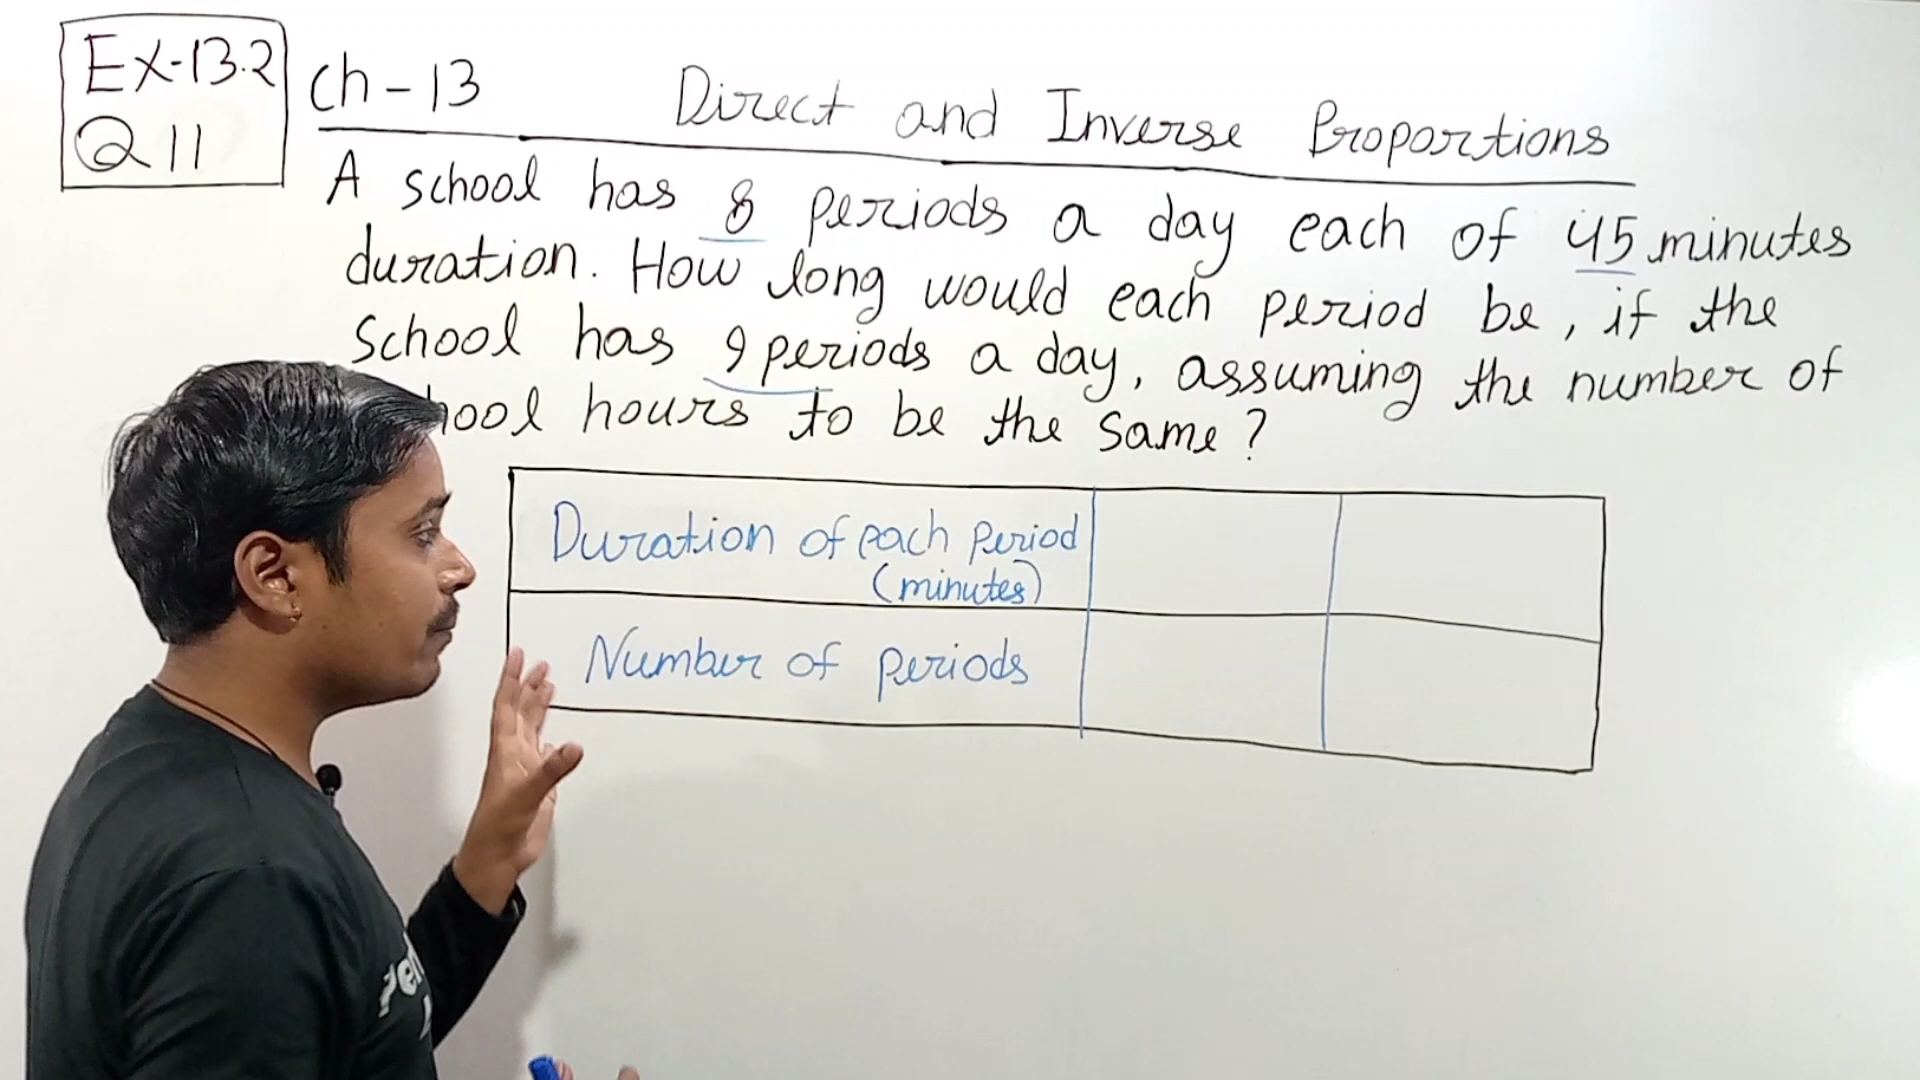 Ex-13.2
Q 11
Ch - 13 Direct and Inverse Proportions
A school has 8 periods a day each of 45 minutes
duration. How long would each period be, if the
School has 9 periods a day, assuming the number of
hool hours to be the same?
Duration of each period
(minutes)
Number of periods